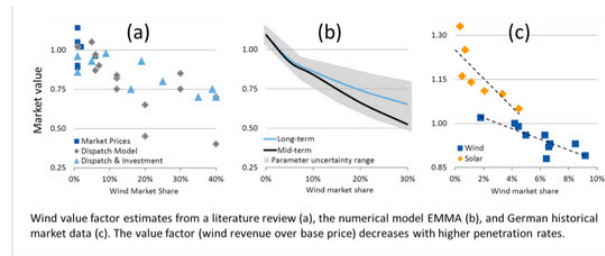 (a)
(b)
(c)
Market value
1.00
0.75
0.50
0.25
Market Prices
Dispatch Model
Dispatch & Investment
0%
10%
20%
30%
40%
Wind Market Share
1.00
0.75
0.50
0.25
Long-term
Mid-term
Parameter uncertainty range
0%
10%
20%
30%
Wind market share
1.30
1.15
1.00
0.85
Wind
Solar
0%
2%
4%
6%
8%
10%
Wind market share
Wind value factor estimates from a literature review (a), the numerical model EMMA (b), and German historical
market data (c). The value factor (wind revenue over base price) decreases with higher penetration rates.